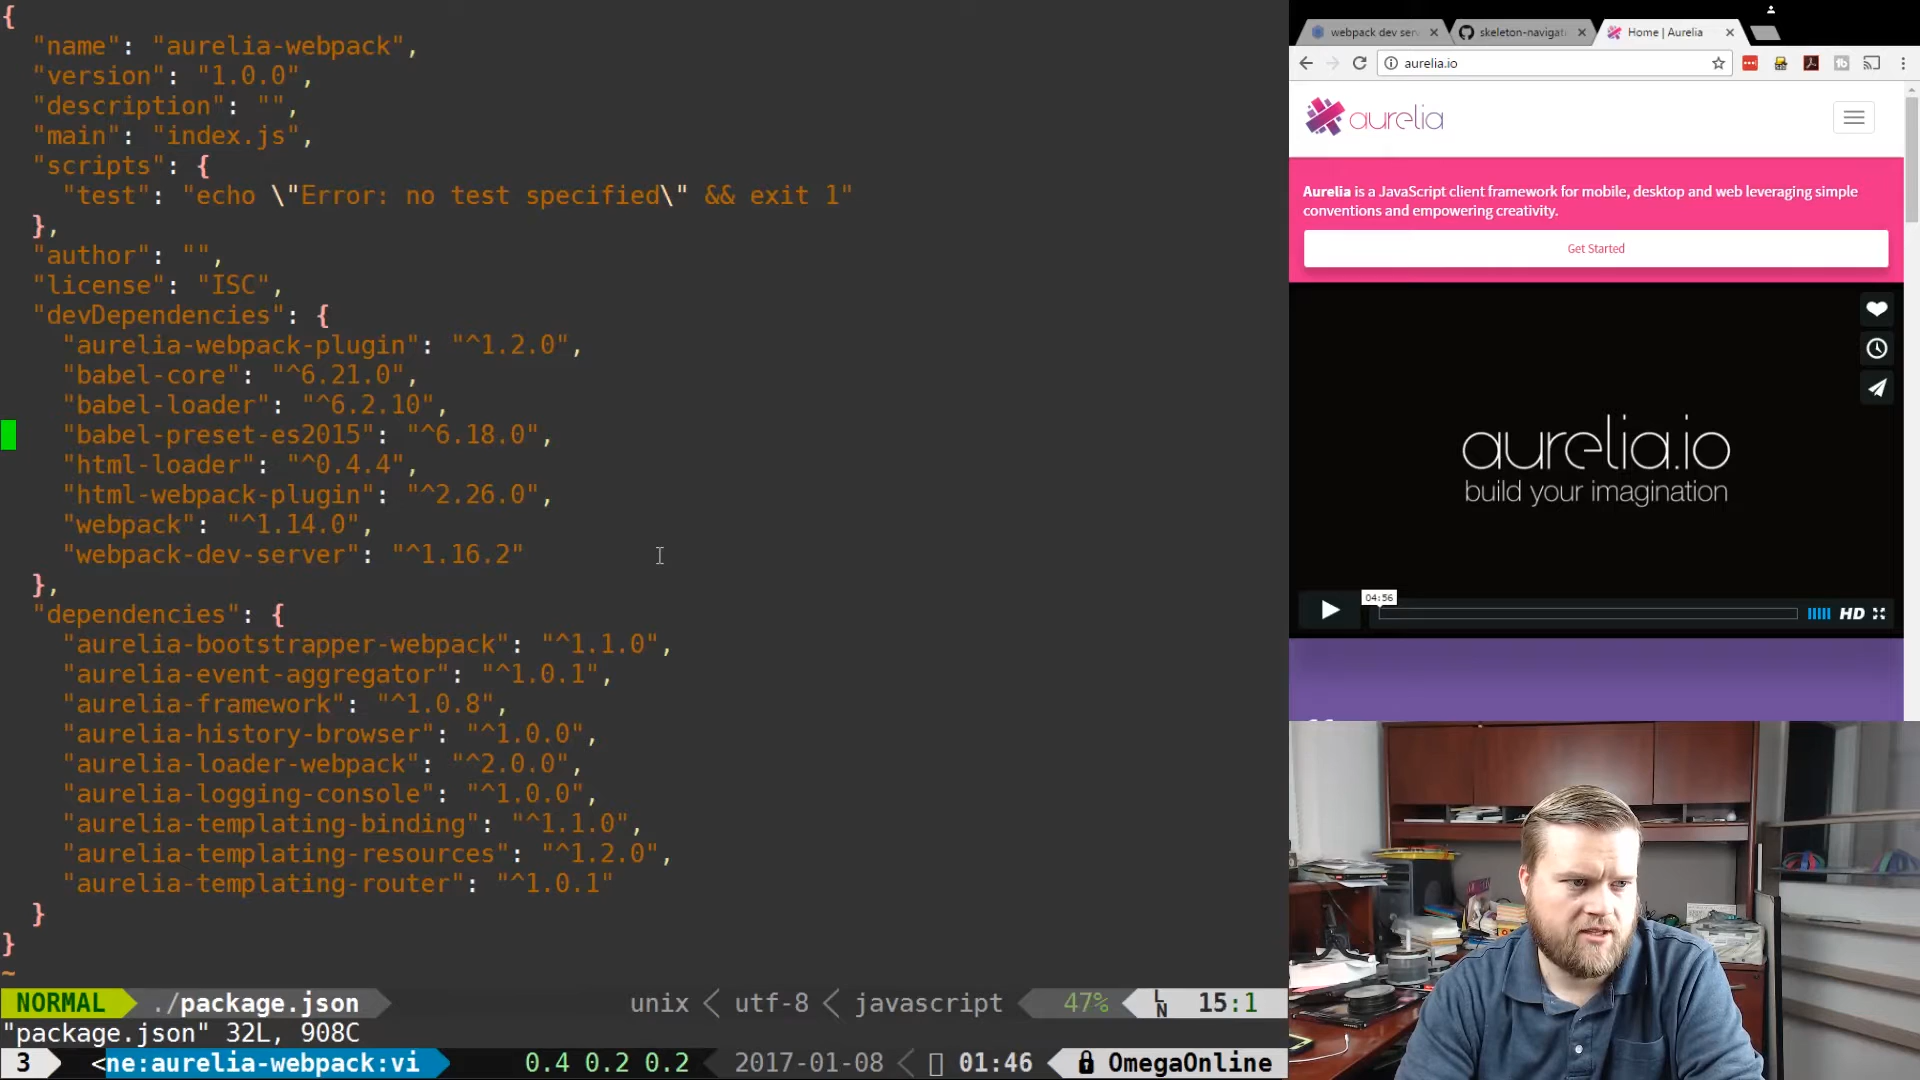 {
"name": "aurelia-webpack",
"version": "1.0.0",
"description": "",
"main": "index.js",
"scripts": {
"test": "echo \"Error: no test specified\" && exit 1"
},
"author": "",
"license": "ISC",
"devDependencies": {
"aurelia-webpack-plugin": "^1.2.0",
"babel-core": "^6.21.0",
"babel-loader": "^6.2.10",
"babel-preset-es2015": "^6.18.0",
"html-loader": "^0.4.4",
"html-webpack-plugin": "^2.26.0",
"webpack": "^1.14.0",
"webpack-dev-server": "^1.16.2"
},
"dependencies": {
"aurelia-bootstrapper-webpack": "^1.1.0",
"aurelia-event-aggregator": "^1.0.1",
"aurelia-framework": "^1.0.8",
"aurelia-history-browser": "^1.0.0",
"aurelia-loader-webpack": "^2.0.0",
"aurelia-logging-console": "^1.0.0",
"aurelia-templating-binding": "^1.1.0",
"aurelia-templating-resources": "^1.2.0",
"aurelia-templating-router": "^1.0.1"
}
}
~
NORMAL ./package.json unix < utf-8 < javascript 47% LN 15:1
"package.json" 32L, 908C
3 <ne:aurelia-webpack:vi 0.4 0.2 0.2 2017-01-08 < 01:46 OmegaOnline
webpack dev ser skeleton-navigat Home | Aurelia
aurelia.io
aurelia
Aurelia is a JavaScript client framework for mobile, desktop and web leveraging simple
conventions and empowering creativity.
Get Started
aurelia.io
build your imagination
04:56
HD